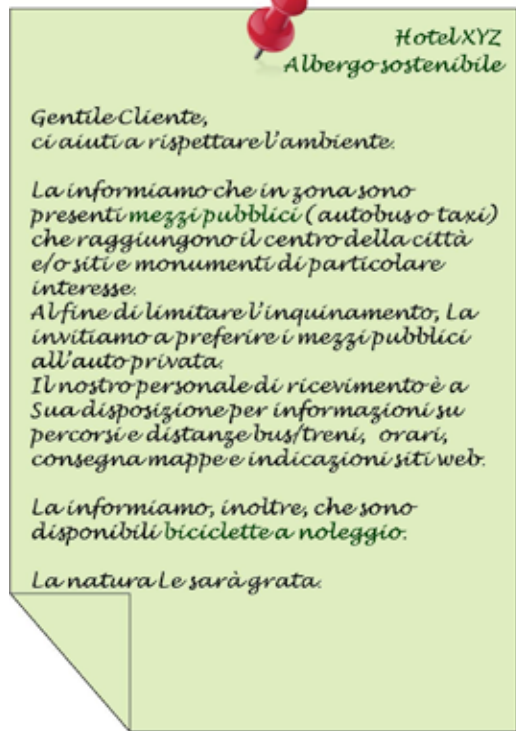 Hotel XYZ
Albergo sostenibile
Gentile Cliente,
ci aiuti a rispettare l'ambiente.
La informiamo che in zona sono
presenti mezzi pubblici (autobus o taxi)
che raggiungono il centro della città
e/o siti e monumenti di particolare
interesse.
Al fine di limitare l'inquinamento, La
invitiamo a preferire i mezzi pubblici
all'auto privata.
Il nostro personale di ricevimento è a
Sua disposizione per informazioni su
percorsi e distanze bus/treni, orari,
consegna mappe e indicazioni siti web.
La informiamo, inoltre, che sono
disponibili biciclette a noleggio.
La natura Le sarà grata.